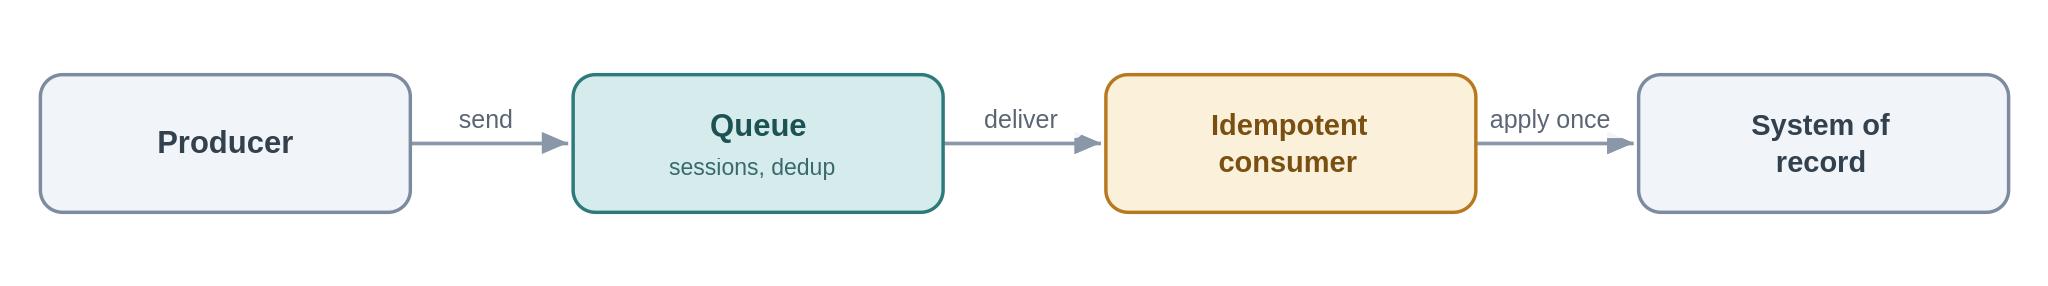 Producer
send
Queue
sessions, dedup
deliver
Idempotent
consumer
apply once
System of
record